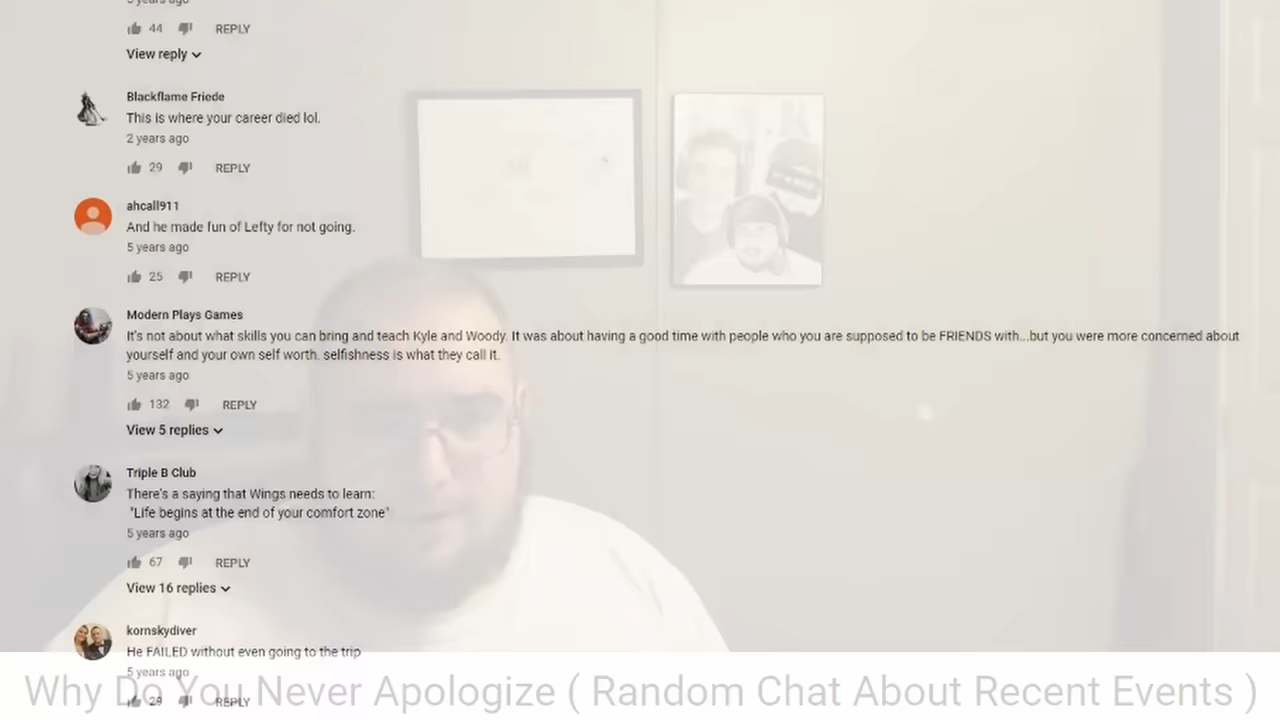 5 years ago
44 REPLY
View reply
Blackflame Friede
This is where your career died lol.
2 years ago
29 REPLY
ahcall911
And he made fun of Lefty for not going.
5 years ago
25 REPLY
Modern Plays Games
It's not about what skills you can bring and teach Kyle and Woody. It was about having a good time with people who you are supposed to be FRIENDS with...but you were more concerned about
yourself and your own self worth. selfishness is what they call it.
5 years ago
132 REPLY
View 5 replies
Triple B Club
There's a saying that Wings needs to learn:
"Life begins at the end of your comfort zone"
5 years ago
67 REPLY
View 16 replies
kornskydiver
He FAILED without even going to the trip
5 years ago
29 REPLY
Why Do You Never Apologize ( Random Chat About Recent Events )